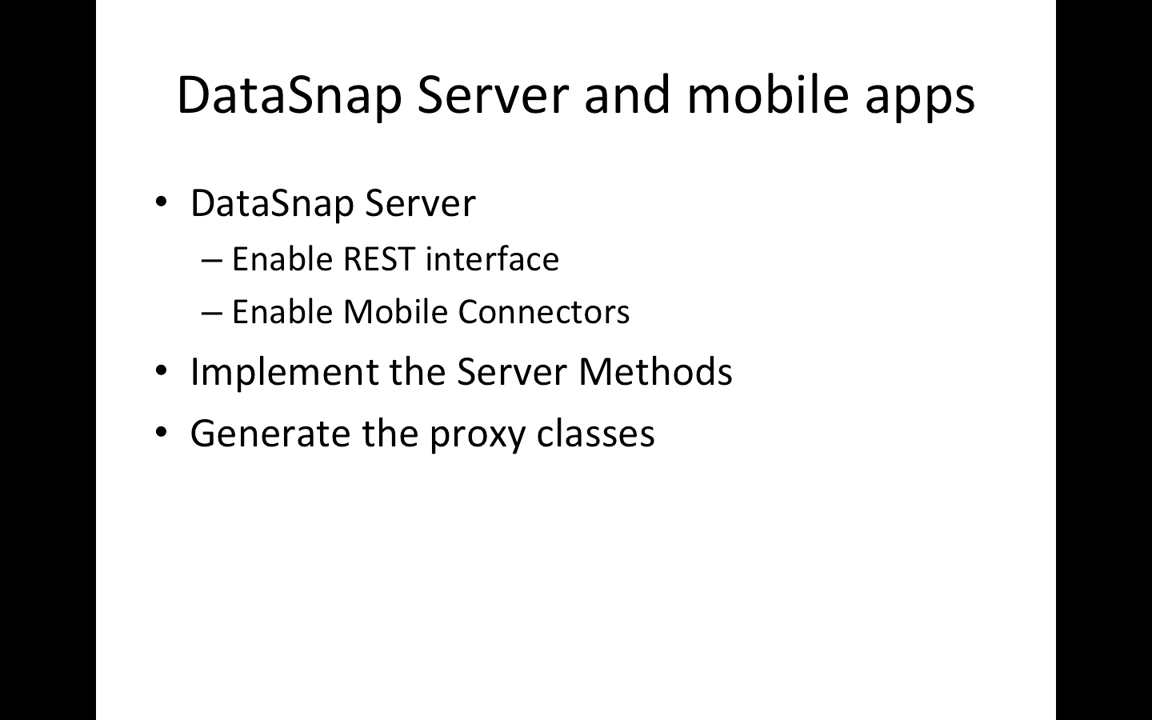 DataSnap Server and mobile apps
• DataSnap Server
– Enable REST interface
– Enable Mobile Connectors
• Implement the Server Methods
• Generate the proxy classes